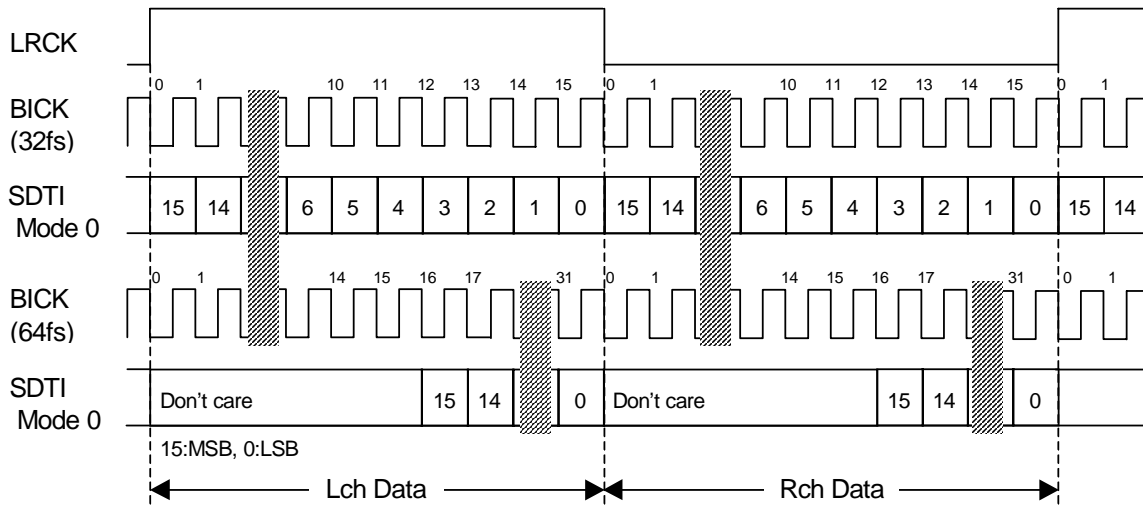 LRCK
0 1 10 11 12 13 14 15 0 1 10 11 12 13 14 15 0 1
BICK
(32fs)
SDTI
Mode 0
15 14 6 5 4 3 2 1 0 15 14 6 5 4 3 2 1 0 15 14
0 1 14 15 16 17 31 0 1 14 15 16 17 31 0 1
BICK
(64fs)
SDTI
Mode 0
Don't care 15 14 0 Don't care 15 14 0
15:MSB, 0:LSB
Lch Data Rch Data